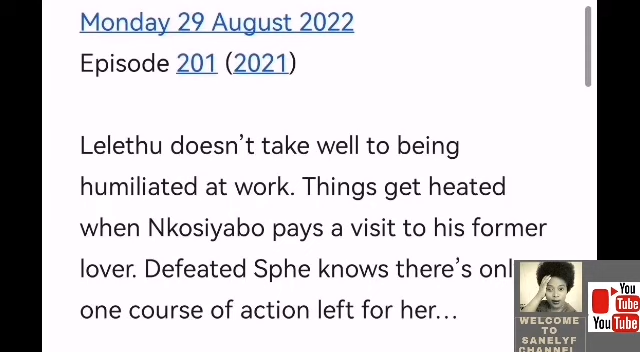 Monday 29 August 2022
Episode 201 (2021)
Lelethu doesn’t take well to being
humiliated at work. Things get heated
when Nkosiyabo pays a visit to his former
lover. Defeated Sphe knows there’s
one course of action left for her...
WELCOME
TO
SANELYF
CHANNEL
You
Tube
YouTube